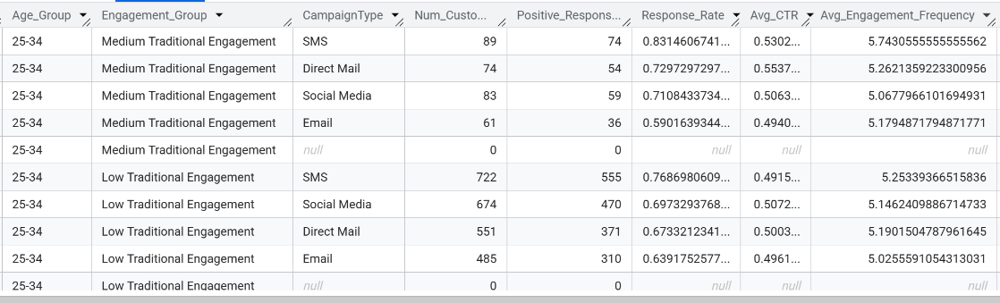 Age_Group Engagement_Group CampaignType Num_Custo... Positive_Respons... Response_Rate Avg_CTR Avg_Engagement_Frequency
25-34 Medium Traditional Engagement SMS 89 74 0.8314606741... 0.5302... 5.7430555555555562
25-34 Medium Traditional Engagement Direct Mail 74 54 0.7297297297... 0.5537... 5.2621359223300956
25-34 Medium Traditional Engagement Social Media 83 59 0.7108433734... 0.5063... 5.0677966101694931
25-34 Medium Traditional Engagement Email 61 36 0.5901639344... 0.4940... 5.1794871794871771
25-34 Medium Traditional Engagement null 0 0 null null null
25-34 Low Traditional Engagement SMS 722 555 0.7686980609... 0.4915... 5.25339366515836
25-34 Low Traditional Engagement Social Media 674 470 0.6973293768... 0.5072... 5.1462409886714733
25-34 Low Traditional Engagement Direct Mail 551 371 0.6733212341... 0.5003... 5.1901504787961645
25-34 Low Traditional Engagement Email 485 310 0.6391752577... 0.4961... 5.0255591054313031
25-34 Low Traditional Engagement null 0 0 null null null